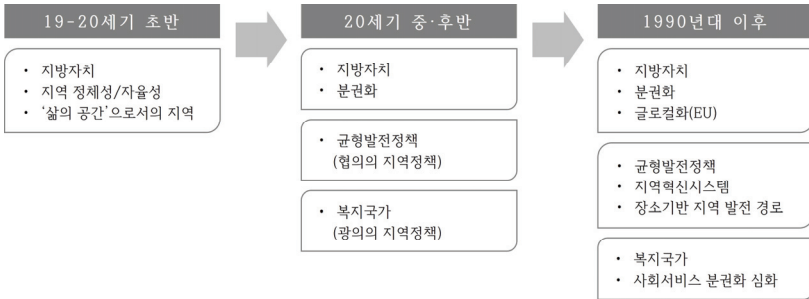 19-20세기 초반
• 지방자치
• 지역 정체성/자율성
• ‘삶의 공간’으로서의 지역
20세기 중·후반
• 지방자치
• 분권화
• 균형발전정책
(협의의 지역정책)
• 복지국가
(광의의 지역정책)
1990년대 이후
• 지방자치
• 분권화
• 글로컬화(EU)
• 균형발전정책
• 지역혁신시스템
• 장소기반 지역 발전 경로
• 복지국가
• 사회서비스 분권화 심화